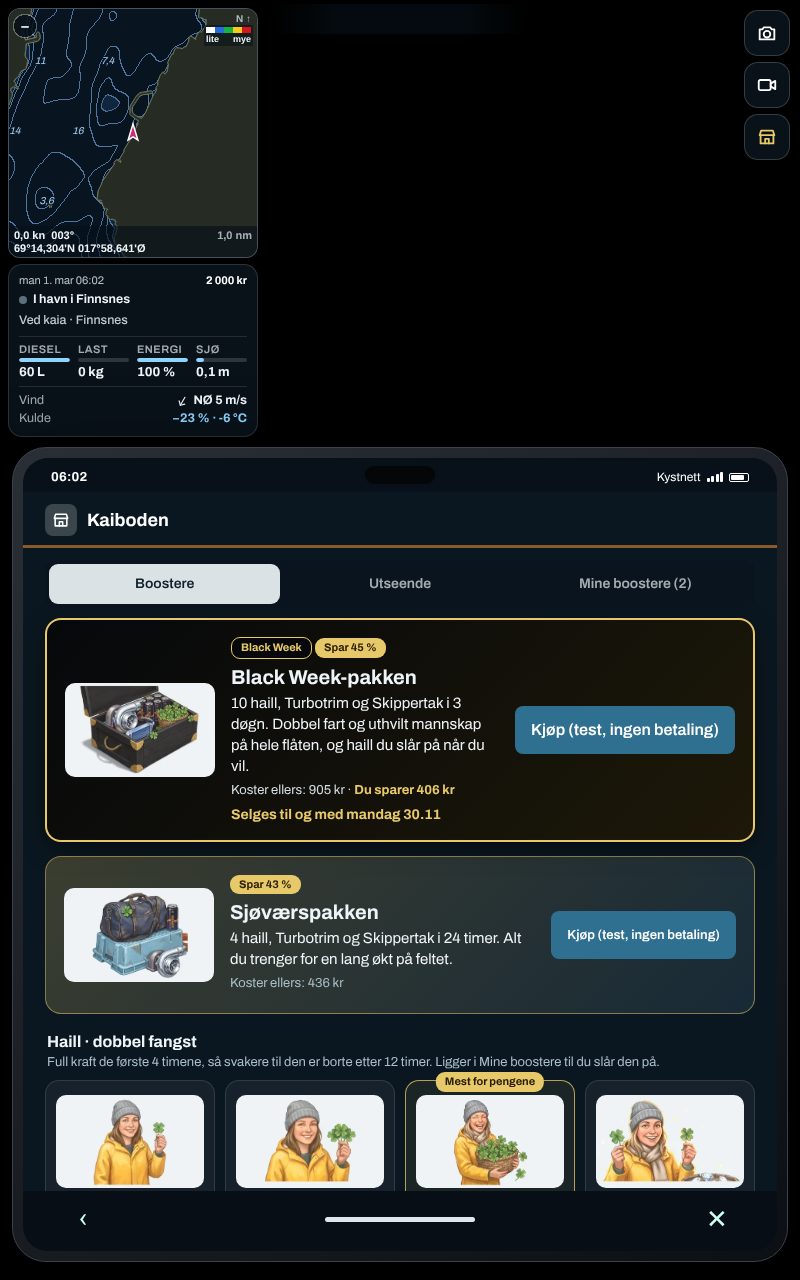 N ↑
lite mye
11
7,4
14
16
3,6
0,0 kn 003° 1,0 nm
69°14,304'N 017°58,641'Ø
man 1. mar 06:02 2 000 kr
I havn i Finnsnes
Ved kaia · Finnsnes
DIESEL LAST ENERGI SJØ
60 L 0 kg 100 % 0,1 m
Vind ↙ NØ 5 m/s
Kulde −23 % · -6 °C
06:02 Kystnett
Kaiboden
Boostere Utseende Mine boostere (2)
Black Week Spar 45 %
Black Week-pakken
10 haill, Turbotrim og Skippertak i 3
døgn. Dobbel fart og uthvilt mannskap
på hele flåten, og haill du slår på når du
vil.
Koster ellers: 905 kr · Du sparer 406 kr
Selges til og med mandag 30.11
Kjøp (test, ingen betaling)
Spar 43 %
Sjøværspakken
4 haill, Turbotrim og Skippertak i 24 timer. Alt
du trenger for en lang økt på feltet.
Koster ellers: 436 kr
Kjøp (test, ingen betaling)
Haill · dobbel fangst
Full kraft de første 4 timene, så svakere til den er borte etter 12 timer. Ligger i Mine boostere til du slår den på.
Mest for pengene